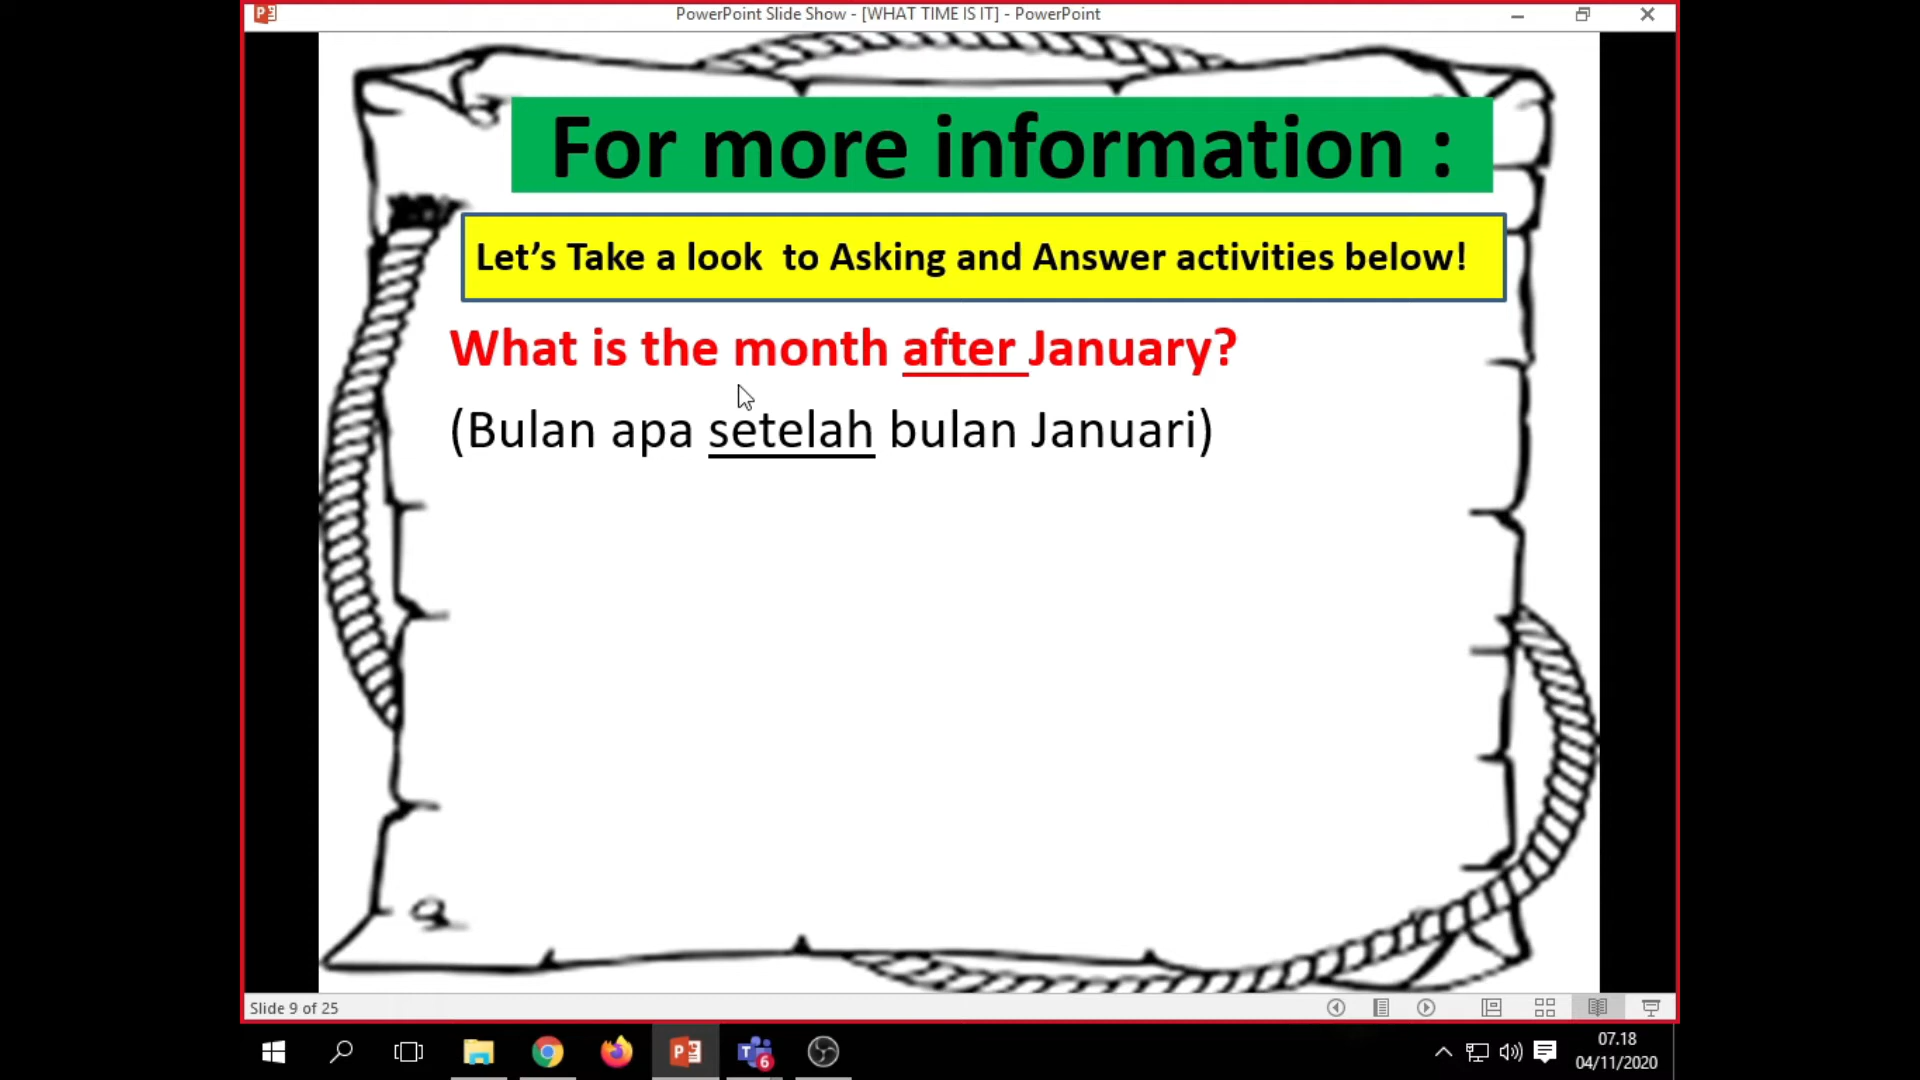 PowerPoint Slide Show - [WHAT TIME IS IT] - PowerPoint
For more information :
Let's Take a look  to Asking and Answer activities below!
What is the month after January?
(Bulan apa setelah bulan Januari)
Slide 9 of 25
6
07.18
04/11/2020